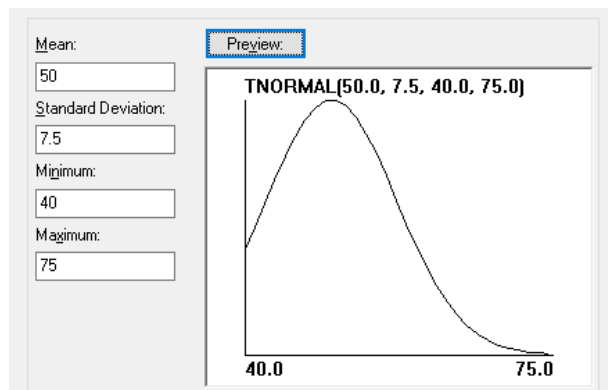 Mean:
50
Standard Deviation:
7.5
Minimum:
40
Maximum:
75
Preview:
TNORMAL(50.0, 7.5, 40.0, 75.0)
40.0 75.0